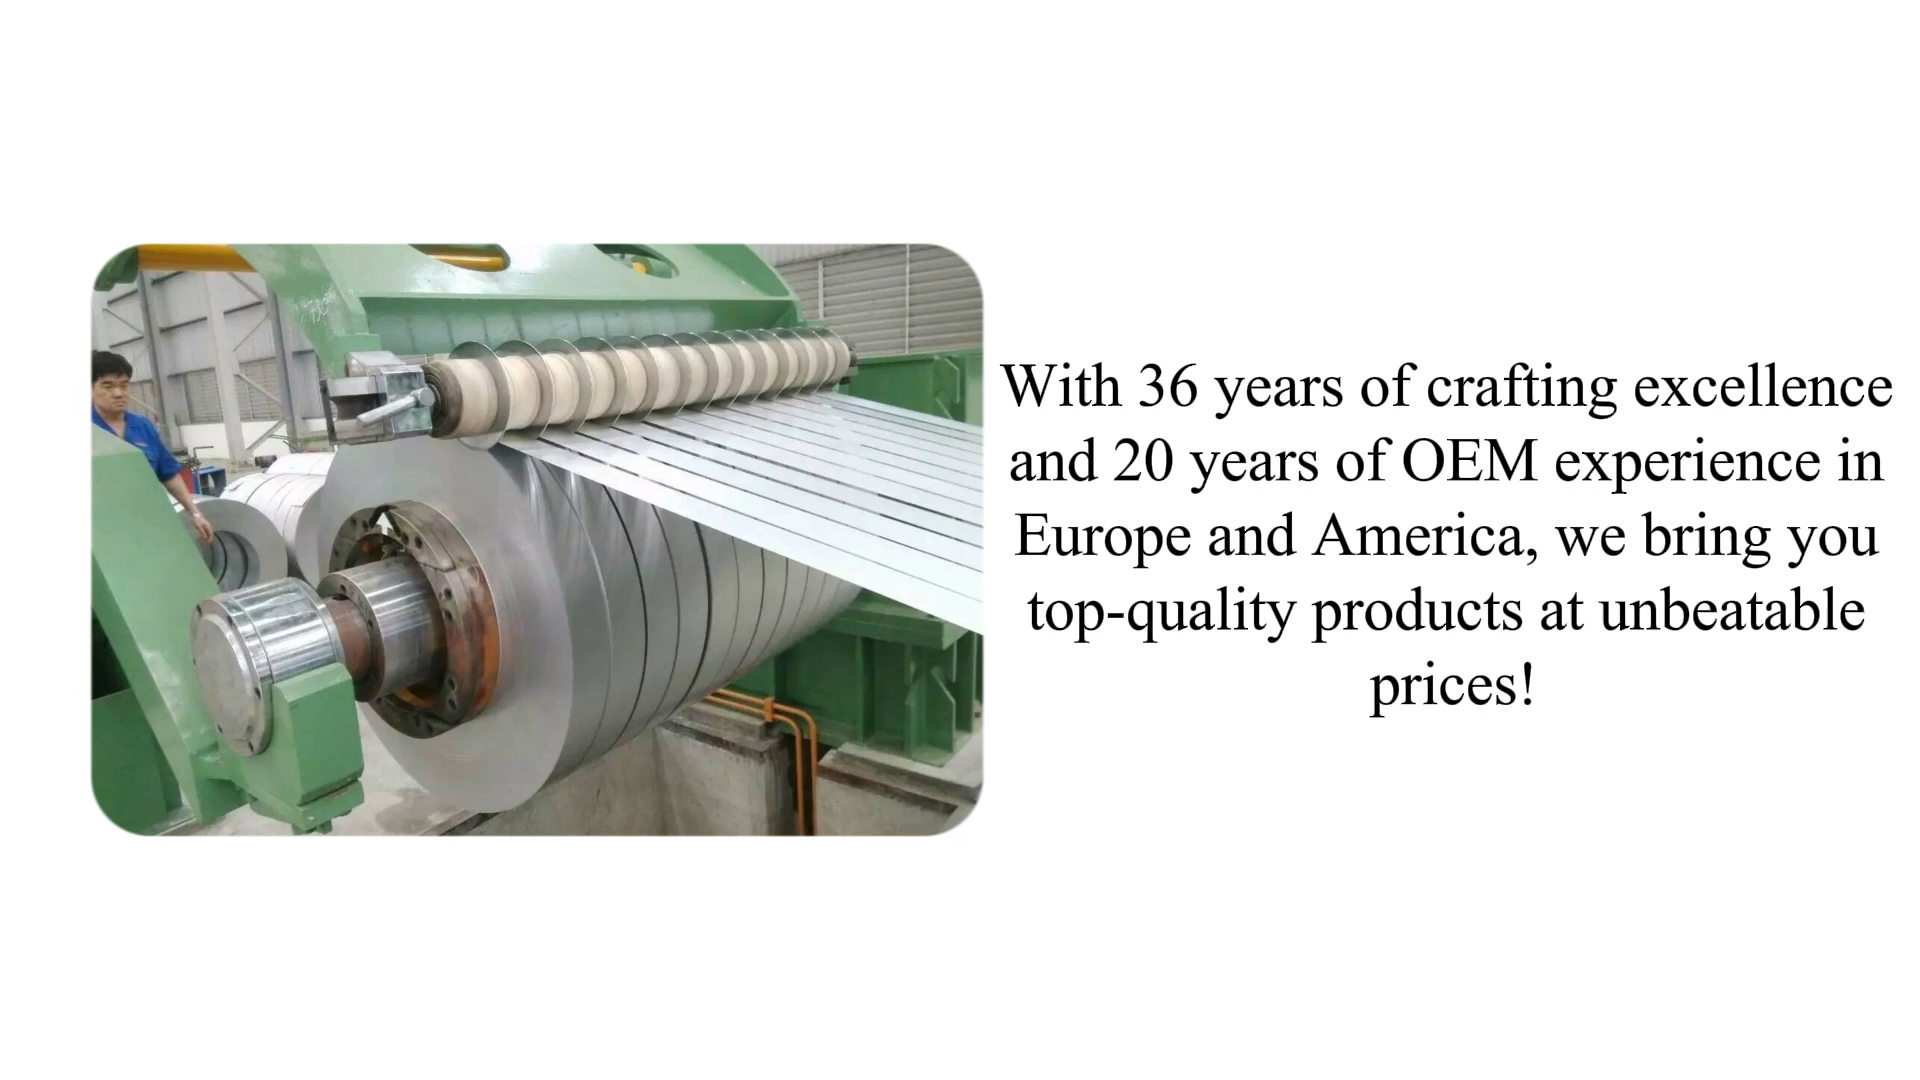 With 36 years of crafting excellence
and 20 years of OEM experience in
Europe and America, we bring you
top-quality products at unbeatable
prices!